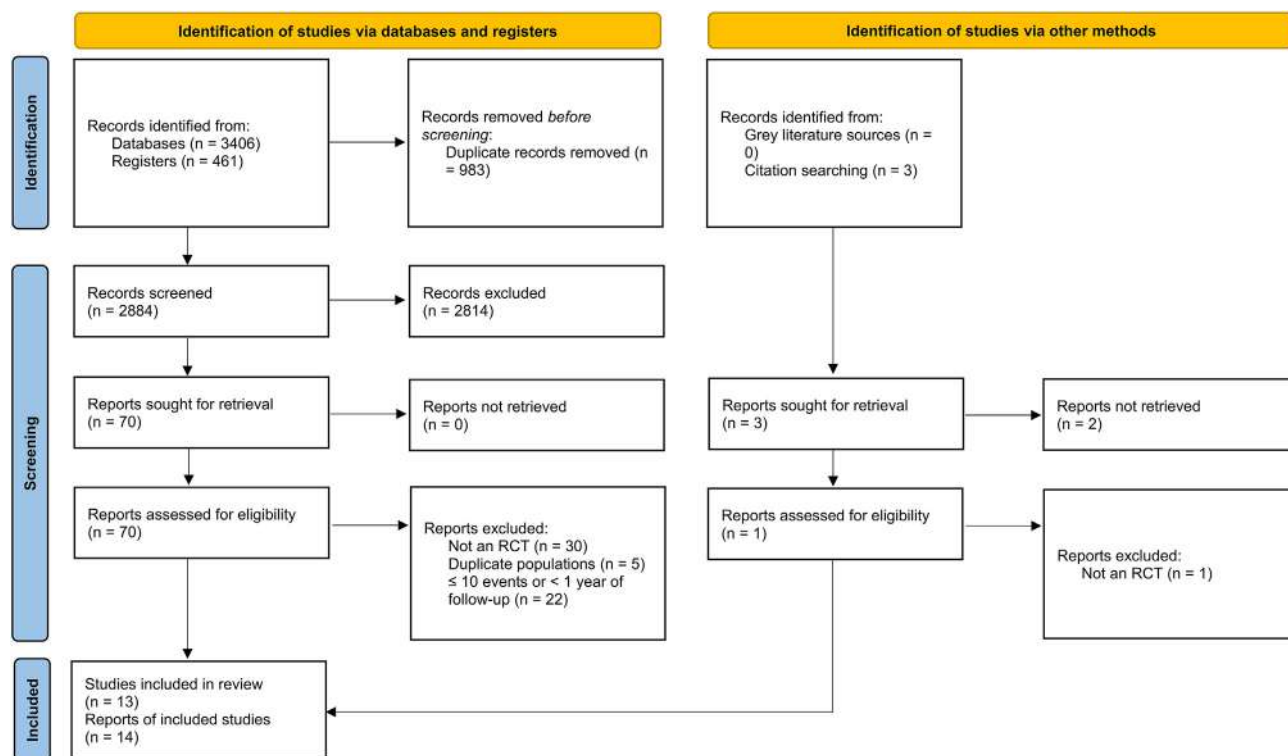 Identification of studies via databases and registers
Identification of studies via other methods
Identification
Records identified from:
Databases (n = 3406)
Registers (n = 461)
Records removed before
screening:
Duplicate records removed (n
= 983)
Records identified from:
Grey literature sources (n =
0)
Citation searching (n = 3)
Screening
Records screened
(n = 2884)
Records excluded
(n = 2814)
Reports sought for retrieval
(n = 70)
Reports not retrieved
(n = 0)
Reports sought for retrieval
(n = 3)
Reports not retrieved
(n = 2)
Reports assessed for eligibility
(n = 70)
Reports excluded:
Not an RCT (n = 30)
Duplicate populations (n = 5)
≤ 10 events or < 1 year of
follow-up (n = 22)
Reports assessed for eligibility
(n = 1)
Reports excluded:
Not an RCT (n = 1)
Included
Studies included in review
(n = 13)
Reports of included studies
(n = 14)